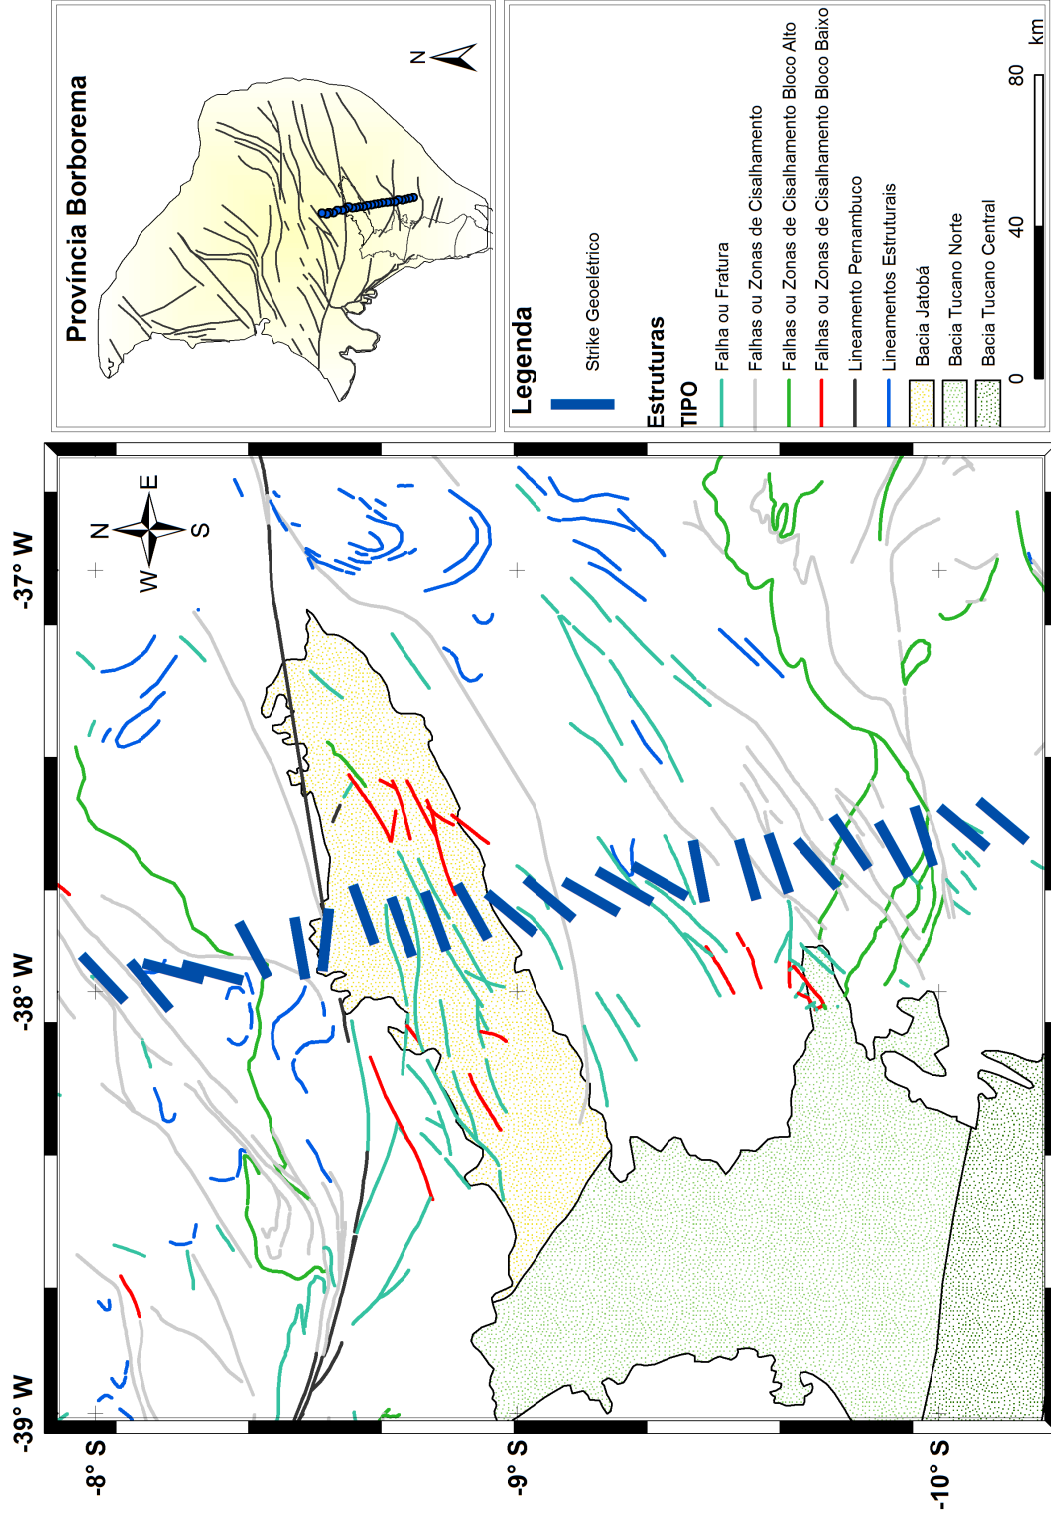 Província Borborema
N
Legenda
Strike Geoelétrico
Estruturas
TIPO
Falha ou Fratura
Falhas ou Zonas de Cisalhamento
Falhas ou Zonas de Cisalhamento Bloco Alto
Falhas ou Zonas de Cisalhamento Bloco Baixo
Lineamento Pernambuco
Lineamentos Estruturais
Bacia Jatobá
Bacia Tucano Norte
Bacia Tucano Central
0 40 80
km
N
W E
S
-39° W -38° W -37° W
-8° S
-9° S
-10° S